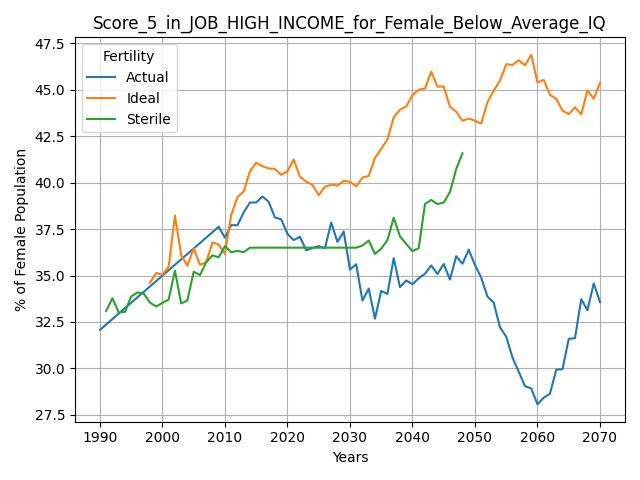 Score_5_in_JOB_HIGH_INCOME_for_Female_Below_Average_IQ
47.5
45.0
42.5
40.0
37.5
35.0
32.5
30.0
27.5
% of Female Population
Fertility
Actual
Ideal
Sterile
1990 2000 2010 2020 2030 2040 2050 2060 2070
Years